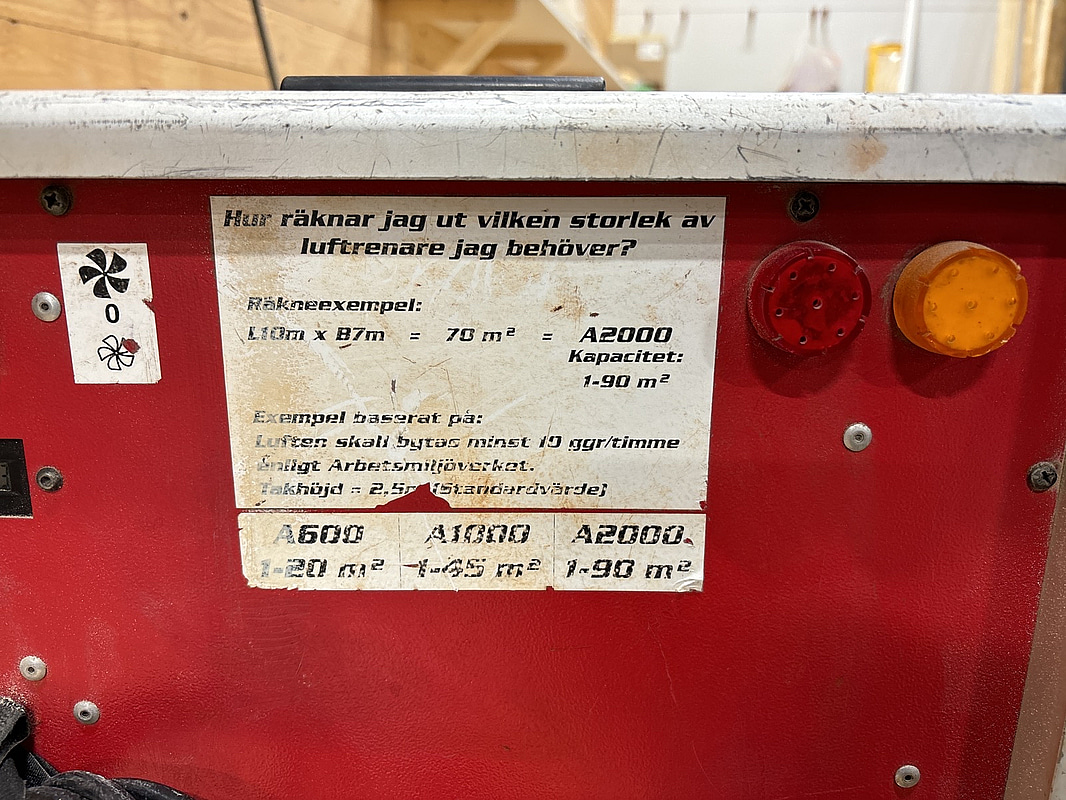 Hur räknar jag ut vilken storlek av
luftrenare jag behöver?
0
Räkneexempel:
L10m x B7m = 70 m² = A2000
Kapacitet:
1-90 m²
Exempel baserat på:
Luften skall bytas minst 10 ggr/timme
enligt Arbetsmiljöverket.
Takhöjd = 2,5m (Standardvärde)
A600 A1000 A2000
1-20 m² 1-45 m² 1-90 m²